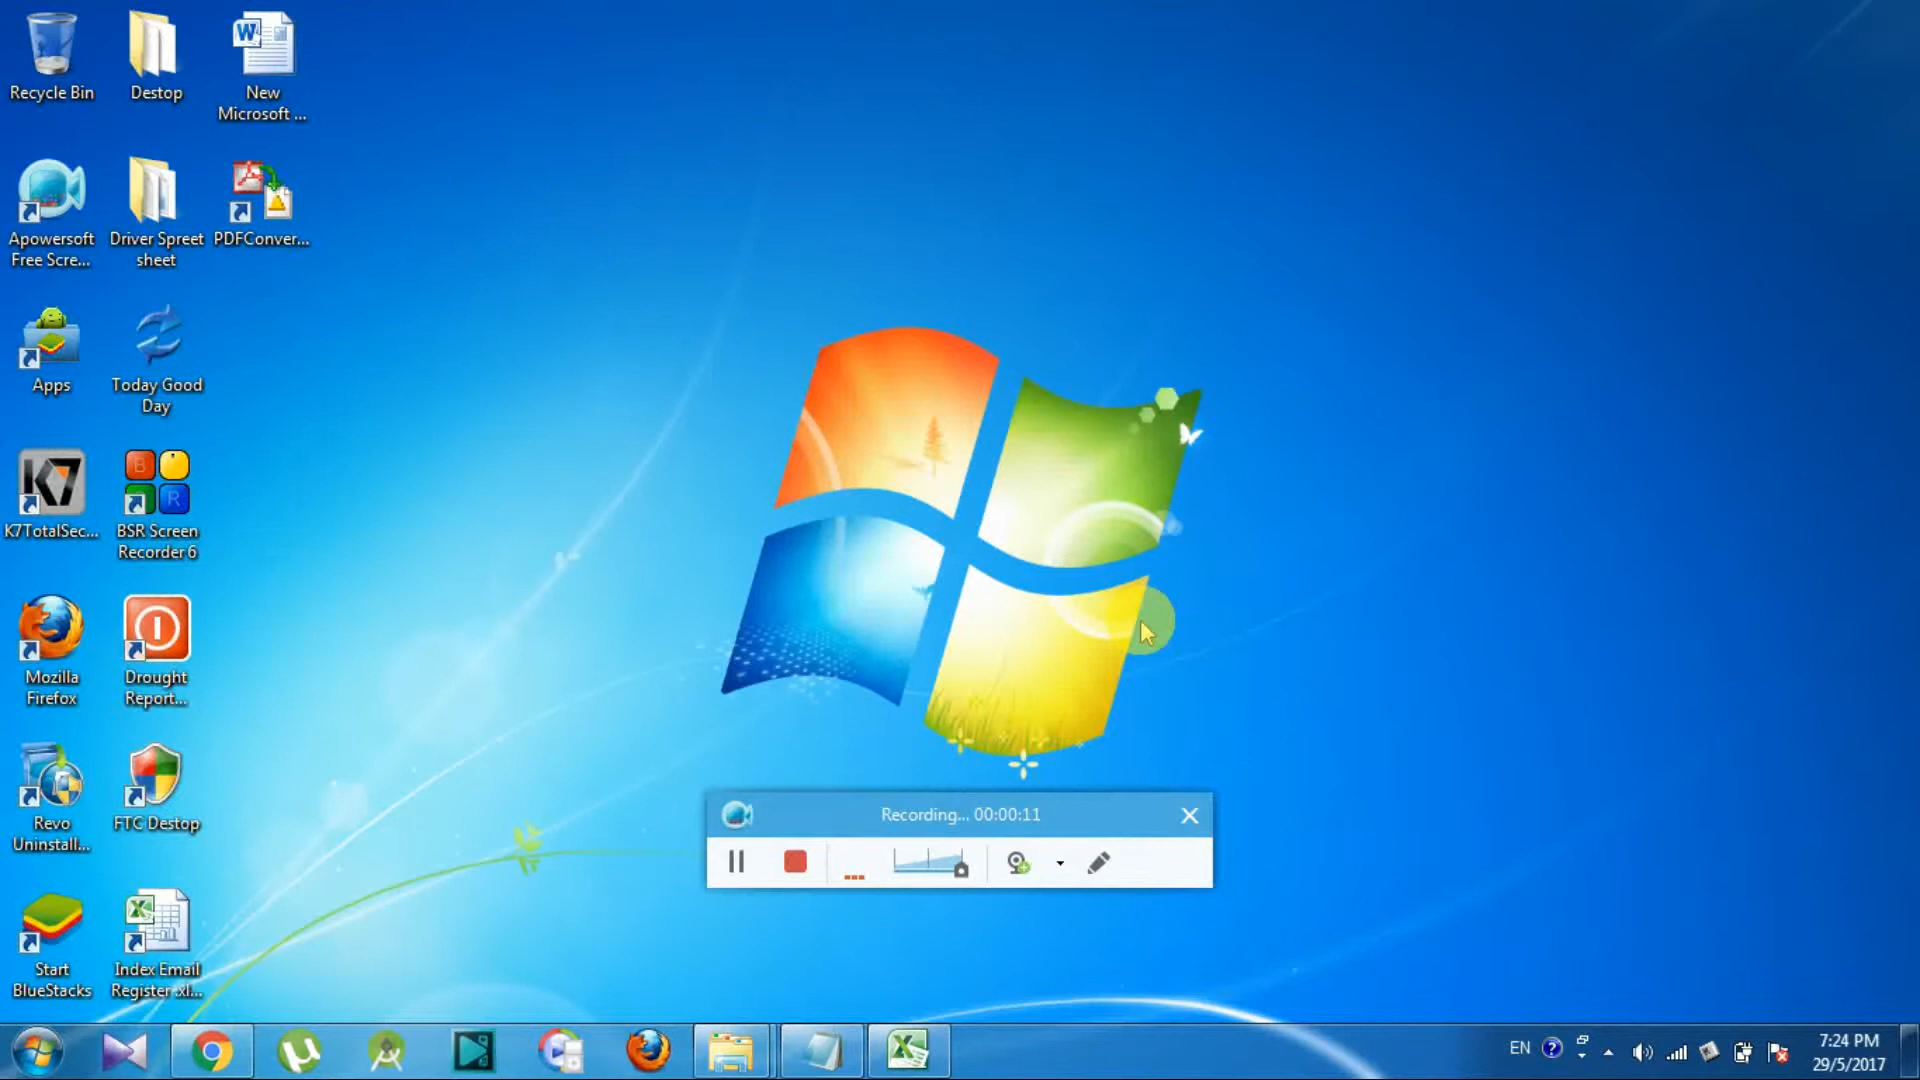 Recycle Bin
Destop
New
Microsoft ...
Apowersoft
Free Scre...
Driver Spreet
sheet
PDFConver...
Apps
Today Good
Day
K7TotalSec...
BSR Screen
Recorder 6
Mozilla
Firefox
Drought
Report...
Revo
Uninstall...
FTC Destop
Start
BlueStacks
Index Email
Register .xl...
Recording... 00:00:11
EN
7:24 PM
29/5/2017